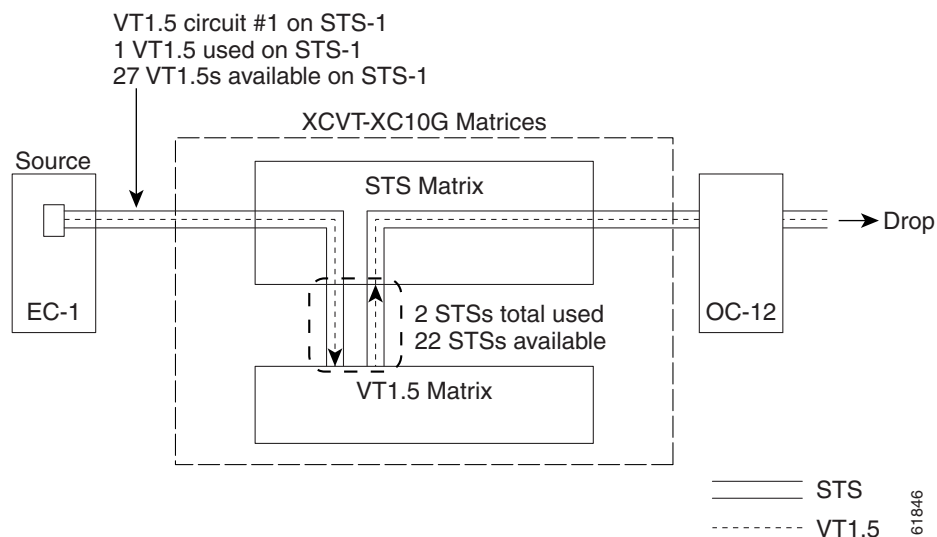 VT1.5 circuit #1 on STS-1
1 VT1.5 used on STS-1
27 VT1.5s available on STS-1
XCVT-XC10G Matrices
Source
STS Matrix
Drop
EC-1
OC-12
2 STSs total used
22 STSs available
VT1.5 Matrix
STS
VT1.5
61846